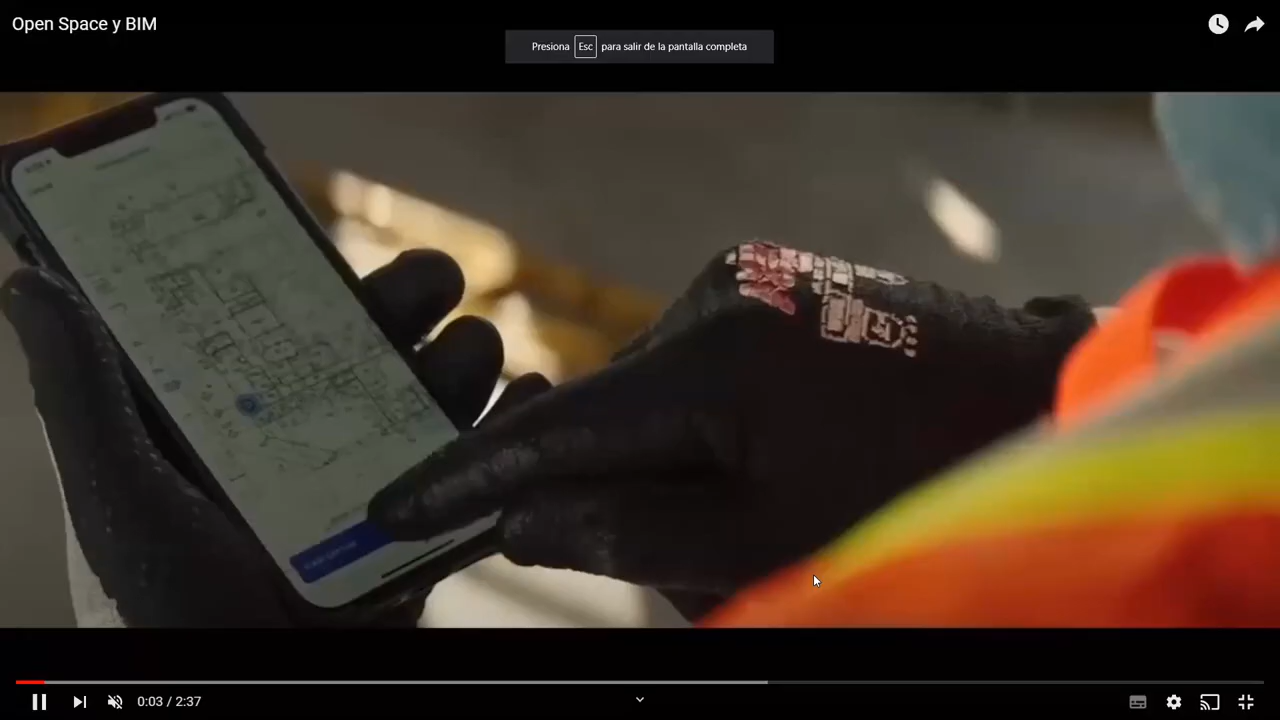 Open Space y BIM
Presiona Esc para salir de la pantalla completa
0:03 / 2:37